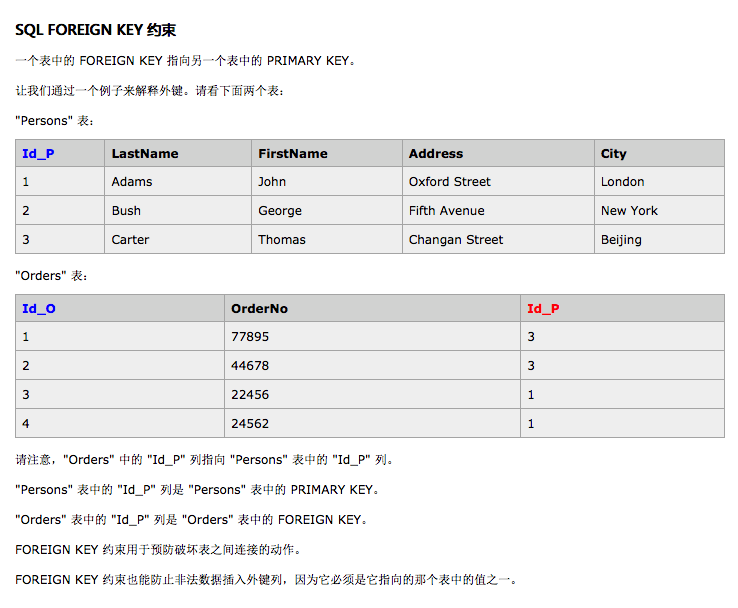 SQL FOREIGN KEY 约束
一个表中的 FOREIGN KEY 指向另一个表中的 PRIMARY KEY。
让我们通过一个例子来解释外键。请看下面两个表：
"Persons" 表：
Id_P LastName FirstName Address City
1 Adams John Oxford Street London
2 Bush George Fifth Avenue New York
3 Carter Thomas Changan Street Beijing
"Orders" 表：
Id_O OrderNo Id_P
1 77895 3
2 44678 3
3 22456 1
4 24562 1
请注意，"Orders" 中的 "Id_P" 列指向 "Persons" 表中的 "Id_P" 列。
"Persons" 表中的 "Id_P" 列是 "Persons" 表中的 PRIMARY KEY。
"Orders" 表中的 "Id_P" 列是 "Orders" 表中的 FOREIGN KEY。
FOREIGN KEY 约束用于预防破坏表之间连接的动作。
FOREIGN KEY 约束也能防止非法数据插入外键列，因为它必须是它指向的那个表中的值之一。